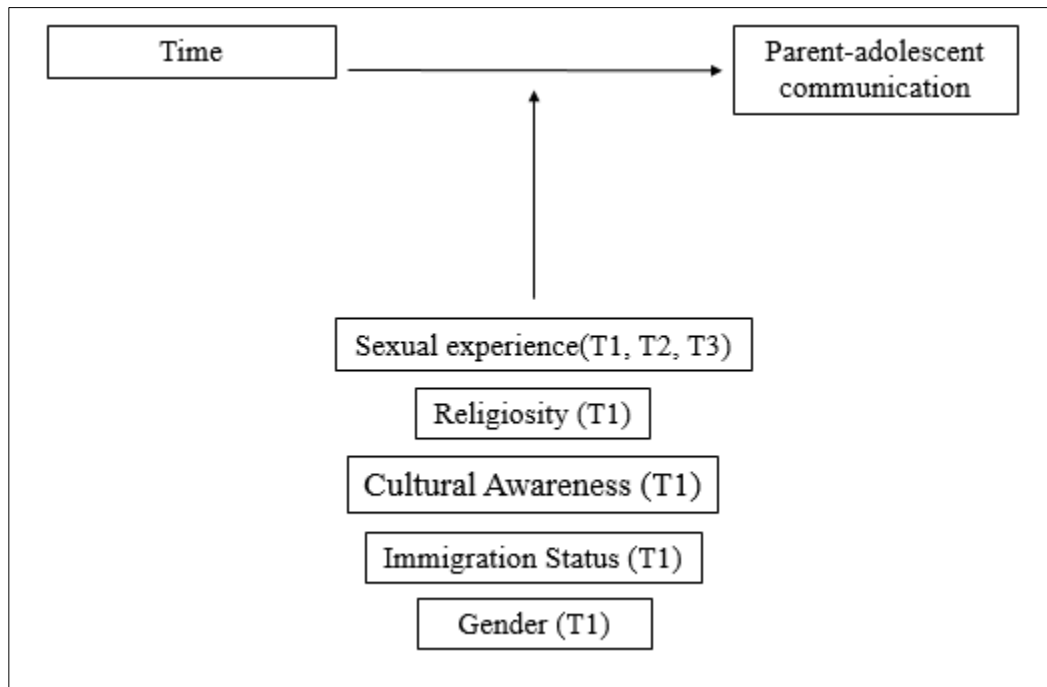 Time
Parent-adolescent
communication
Sexual experience(T1, T2, T3)
Religiosity (T1)
Cultural Awareness (T1)
Immigration Status (T1)
Gender (T1)